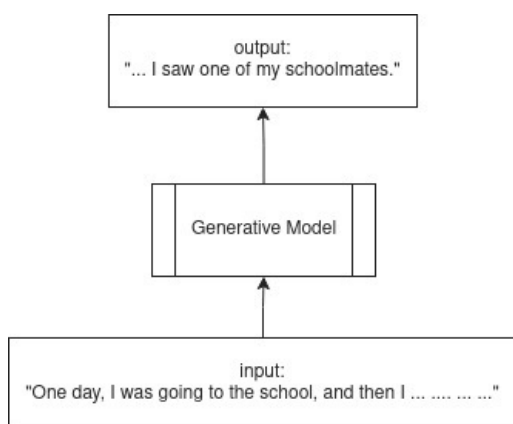 output:
"... I saw one of my schoolmates."
Generative Model
input:
"One day, I was going to the school, and then I ... .... ... ..."